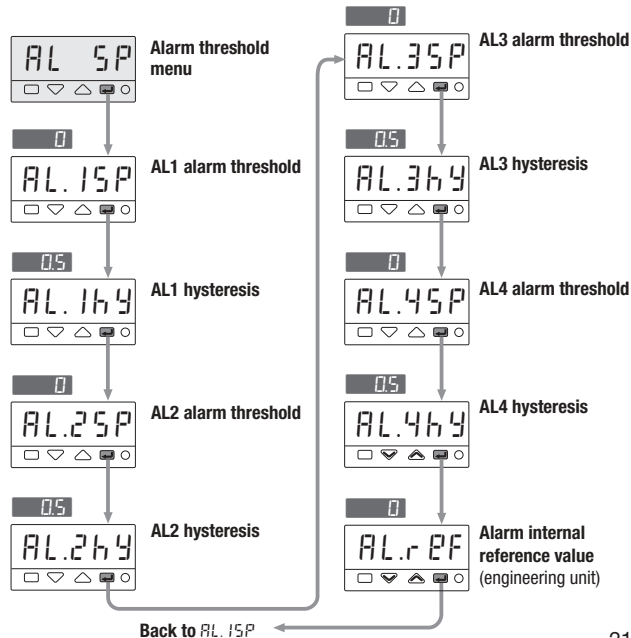 AL SP
Alarm threshold
menu
0
AL.1SP
AL1 alarm threshold
0.5
AL.1hY
AL1 hysteresis
0
AL.2SP
AL2 alarm threshold
0.5
AL.2hY
AL2 hysteresis
0
AL.3SP
AL3 alarm threshold
0.5
AL.3hY
AL3 hysteresis
0
AL.4SP
AL4 alarm threshold
0.5
AL.4hY
AL4 hysteresis
0
AL.rEF
Alarm internal
reference value
(engineering unit)
Back to AL.1SP